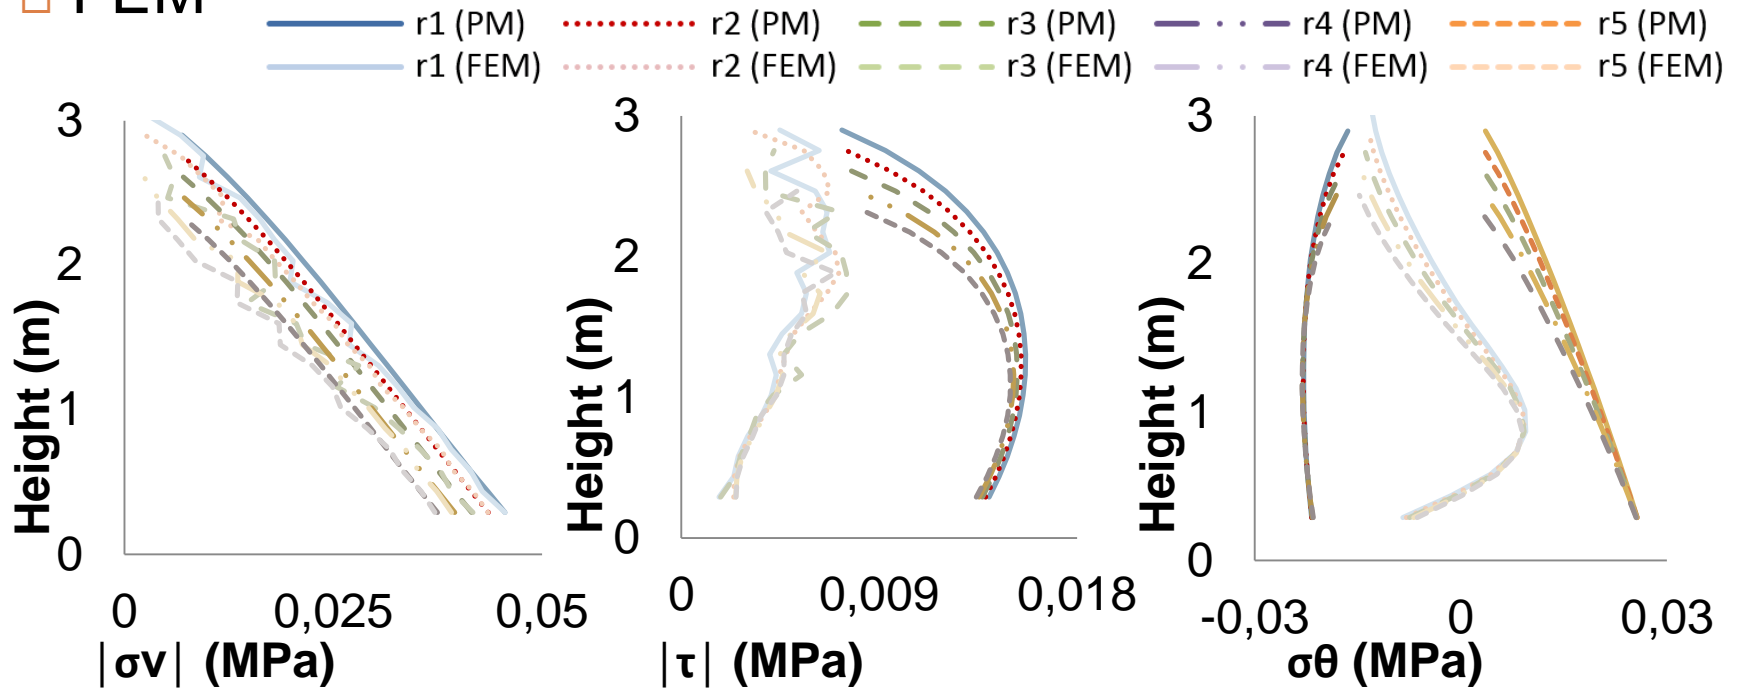 FEM
r1 (PM) r2 (PM) r3 (PM) r4 (PM) r5 (PM)
r1 (FEM) r2 (FEM) r3 (FEM) r4 (FEM) r5 (FEM)
Height (m)
3
2
1
0
0 0,025 0,05
|σv| (MPa)
Height (m)
3
2
1
0
0 0,009 0,018
|τ| (MPa)
Height (m)
3
2
1
0
-0,03 0 0,03
σθ (MPa)